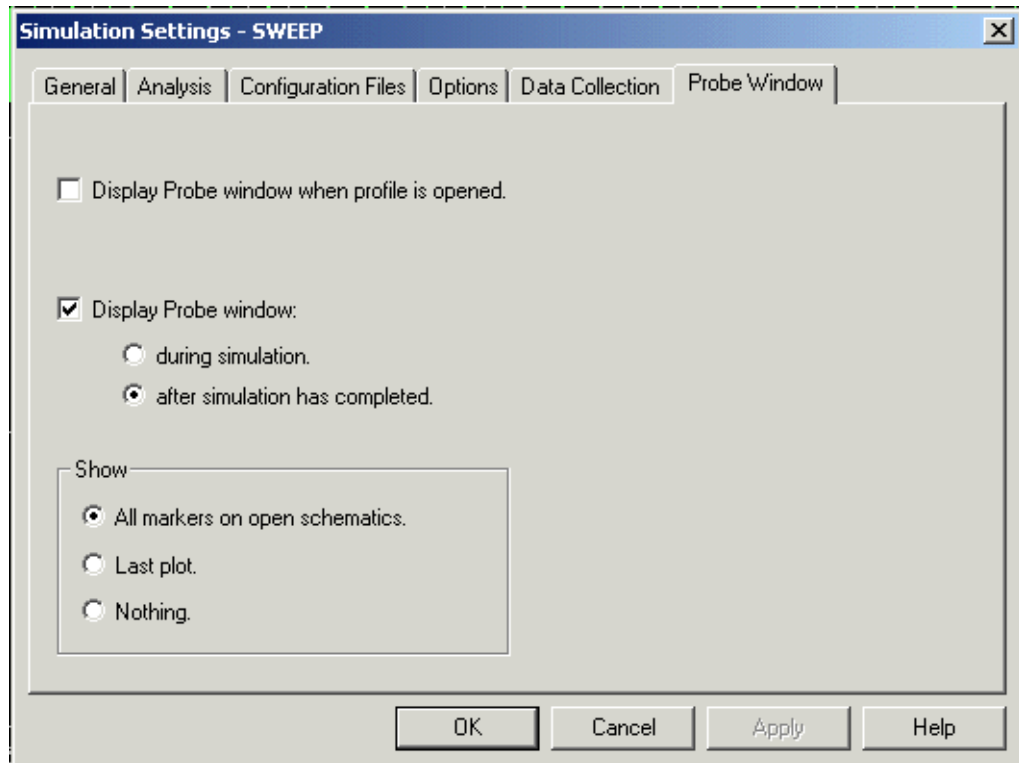 Simulation Settings - SWEEP
General Analysis Configuration Files Options Data Collection Probe Window
Display Probe window when profile is opened.
Display Probe window:
during simulation.
after simulation has completed.
Show
All markers on open schematics.
Last plot.
Nothing.
OK Cancel Apply Help